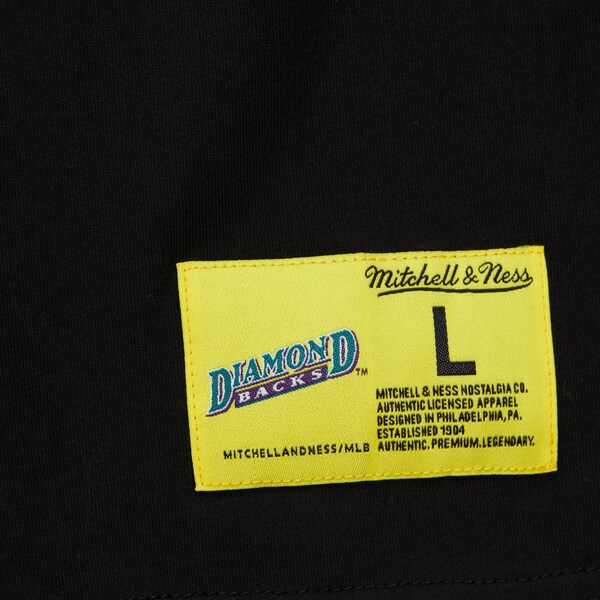 Mitchell & Ness
L
DIAMOND
BACKS™
MITCHELL & NESS NOSTALGIA CO.
AUTHENTIC LICENSED APPAREL
DESIGNED IN PHILADELPHIA, PA.
ESTABLISHED 1904
AUTHENTIC. PREMIUM. LEGENDARY.
MITCHELLANDNESS/MLB